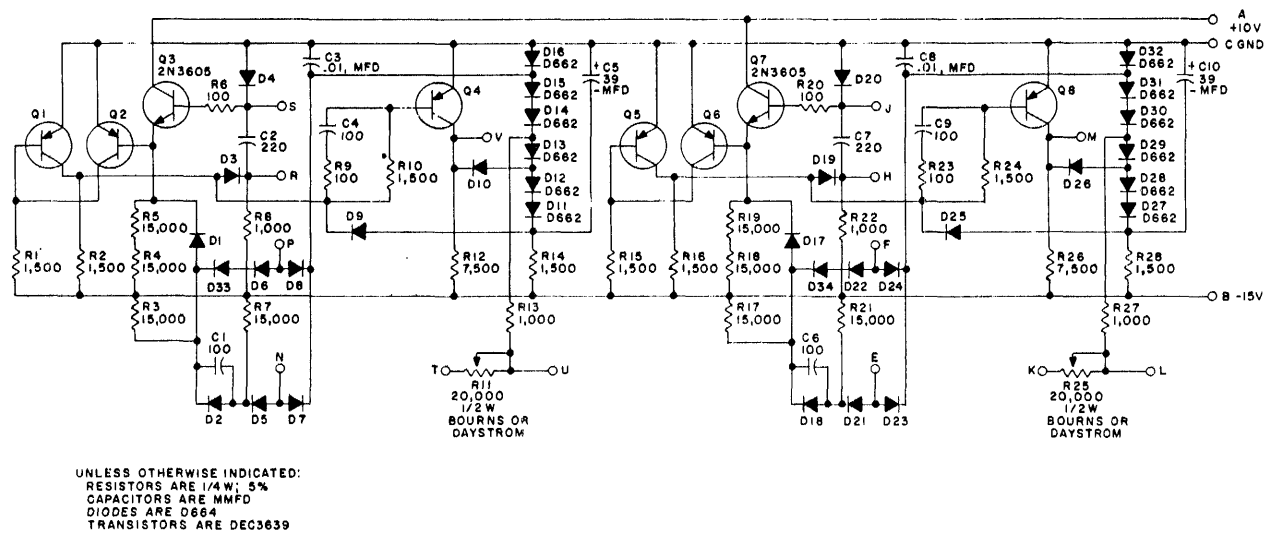 A
+10V
C GND
Q3
2N3605
R6
100
D4
S
C3
.01, MFD
D16
D662
D15
D662
D14
D662
D13
D662
D12
D662
D11
D662
+ C5
39
-MFD
Q1
Q2
C2
220
D3
R
C4
100
R9
100
R10
1,500
Q4
V
D10
D9
R5
15,000
R4
15,000
R3
15,000
D1
R8
1,000
P
D33
D6
D8
R1
1,500
R2
1,500
R12
7,500
R14
1,500
R7
15,000
R13
1,000
C1
100
N
D2
D5
D7
T
U
R11
20,000
1/2W
BOURNS OR
DAYSTROM
Q7
2N3605
R20
100
D20
J
C8
.01, MFD
D32
D662
D31
D662
D30
D662
D29
D662
D28
D662
D27
D662
+ C10
39
-MFD
Q5
Q6
C7
220
D19
H
C9
100
R23
100
R24
1,500
Q8
M
D26
D25
R19
15,000
R18
15,000
R17
15,000
D17
R22
1,000
F
D34
D22
D24
R15
1,500
R16
1,500
R26
7,500
R28
1,500
B -15V
R21
15,000
R27
1,000
C6
100
E
D18
D21
D23
K
L
R25
20,000
1/2W
BOURNS OR
DAYSTROM
UNLESS OTHERWISE INDICATED:
RESISTORS ARE 1/4W; 5%
CAPACITORS ARE MMFD
DIODES ARE D664
TRANSISTORS ARE DEC3639